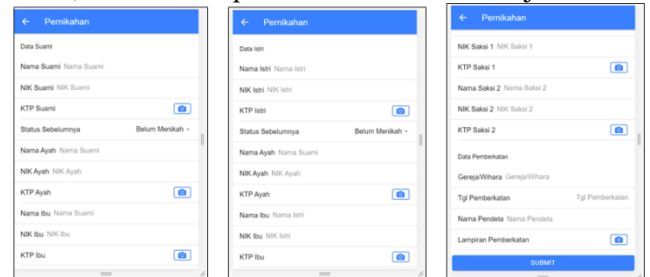 ← Pernikahan
Data Suami
Nama Suami Nama Suami
NIK Suami NIK Suami
KTP Suami
Status Sebelumnya Belum Menikah
Nama Ayah Nama Suami
NIK Ayah NIK Ayah
KTP Ayah
Nama Ibu Nama Suami
NIK Ibu NIK Ibu
KTP Ibu
← Pernikahan
Data Istri
Nama Istri Nama Istri
NIK Istri NIK Istri
KTP Istri
Status Sebelumnya Belum Menikah
Nama Ayah Nama Suami
NIK Ayah NIK Ayah
KTP Ayah
Nama Ibu Nama Istri
NIK Ibu NIK Istri
KTP Ibu
← Pernikahan
NIK Saksi 1 NIK Saksi 1
KTP Saksi 1
Nama Saksi 2 Nama Saksi 2
NIK Saksi 2 NIK Saksi 2
KTP Saksi 2
Data Pemberkatan
Gereja/Wihara Gereja/Wihara
Tgl Pemberkatan Tgl Pemberkatan
Nama Pendeta Nama Pendeta
Lampiran Pemberkatan
SUBMIT